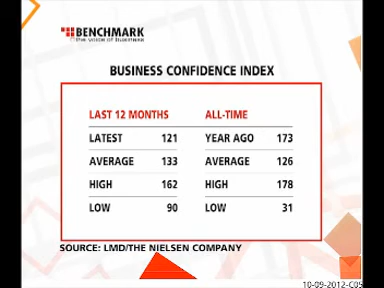 BENCHMARK
the voice of business
BUSINESS CONFIDENCE INDEX
LAST 12 MONTHS ALL-TIME
LATEST 121 YEAR AGO 173
AVERAGE 133 AVERAGE 126
HIGH 162 HIGH 178
LOW 90 LOW 31
SOURCE: LMD/THE NIELSEN COMPANY
10-09-2012-C05